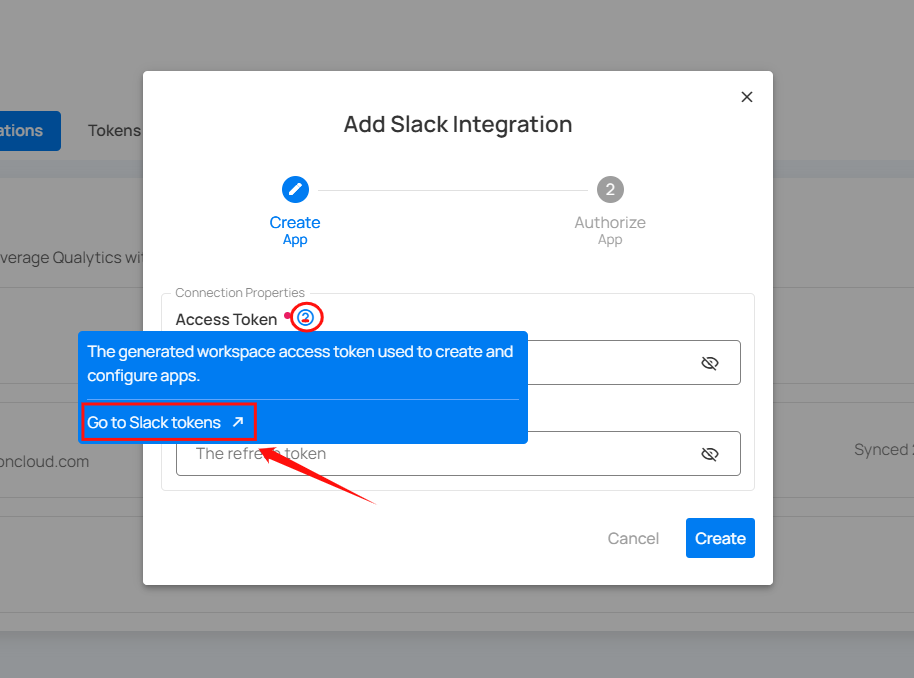 Add Slack Integration
ations
Tokens
2
Create
App
Authorize
App
verage Qualytics wit
Connection Properties
Access Token
?
The generated workspace access token used to create and
configure apps.
Go to Slack tokens
The refresh token
oncloud.com
Synced
Cancel
Create